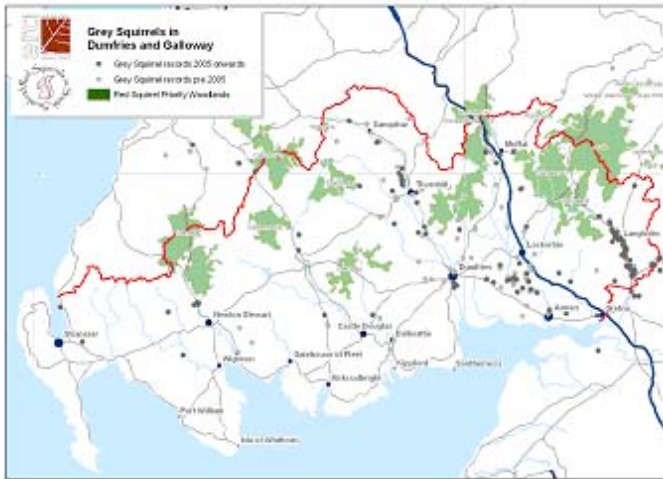 Grey Squirrels in
Dumfries and Galloway
Grey Squirrel records 2005 onwards
Grey Squirrel records pre 2005
Red Squirrel Priority Woodlands
Sanquhar
Moffat
Thornhill
Langholm
Lockerbie
Dumfries
Annan
Gretna
Newton Stewart
Castle Douglas
Dalbeattie
Stranraer
Wigtown
Gatehouse of Fleet
Kippford
Southerness
Kirkcudbright
Port William
Isle of Whithorn